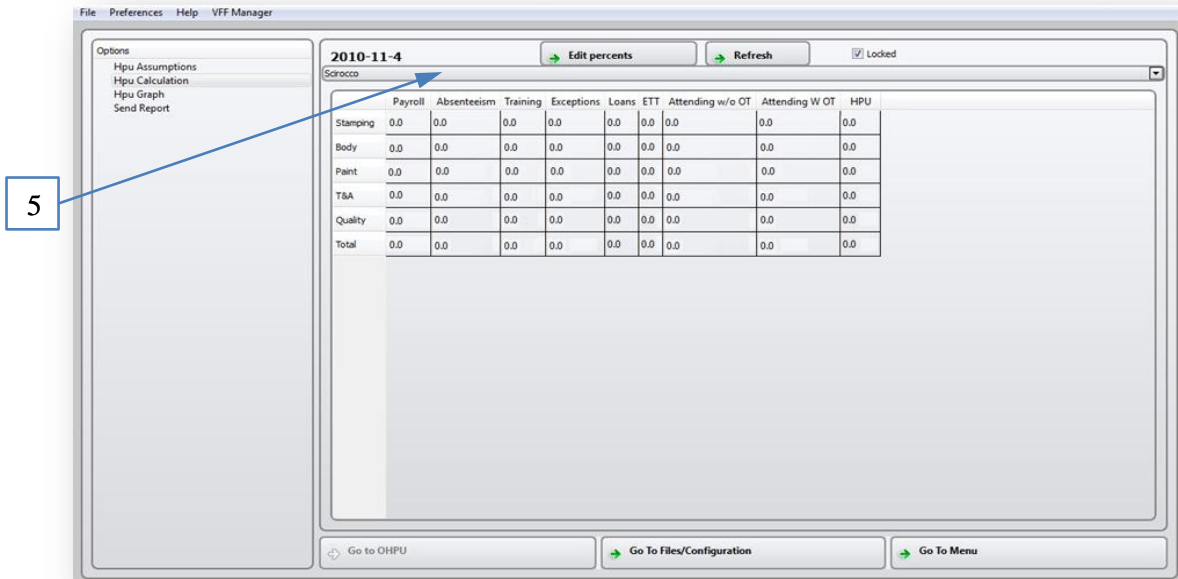 File Preferences Help VFF Manager
Options
Hpu Assumptions
Hpu Calculation
Hpu Graph
Send Report
5
2010-11-4 Edit percents Refresh Locked
Scirocco
Payroll Absenteeism Training Exceptions Loans ETT Attending w/o OT Attending W OT HPU
Stamping 0.0 0.0 0.0 0.0 0.0 0.0 0.0 0.0 0.0
Body 0.0 0.0 0.0 0.0 0.0 0.0 0.0 0.0 0.0
Paint 0.0 0.0 0.0 0.0 0.0 0.0 0.0 0.0 0.0
T&A 0.0 0.0 0.0 0.0 0.0 0.0 0.0 0.0 0.0
Quality 0.0 0.0 0.0 0.0 0.0 0.0 0.0 0.0 0.0
Total 0.0 0.0 0.0 0.0 0.0 0.0 0.0 0.0 0.0
Go to OHPU Go To Files/Configuration Go To Menu